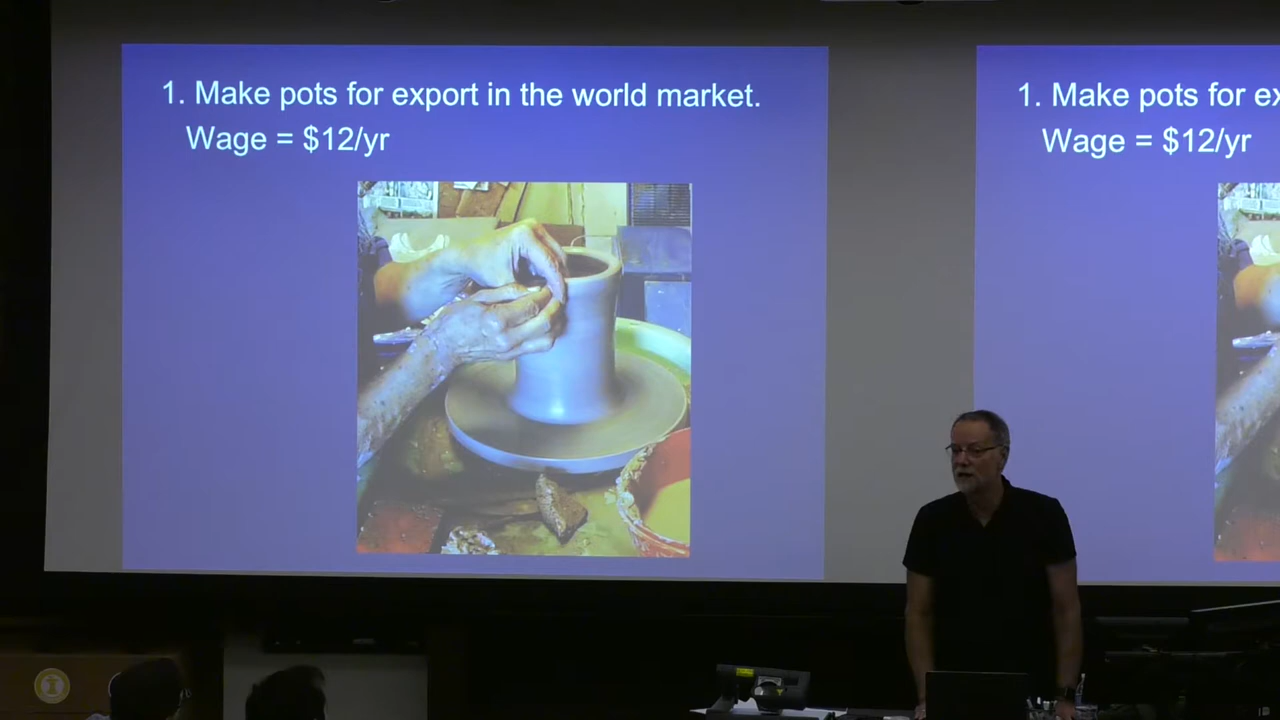 1. Make pots for export in the world market.
Wage = $12/yr
1. Make pots for ex
Wage = $12/yr